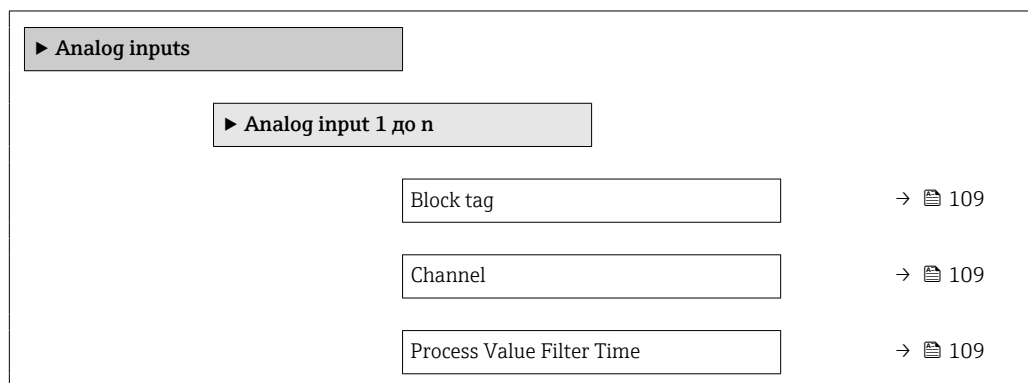 ▶ Analog inputs
▶ Analog input 1 до n
Block tag → 109
Channel → 109
Process Value Filter Time → 109